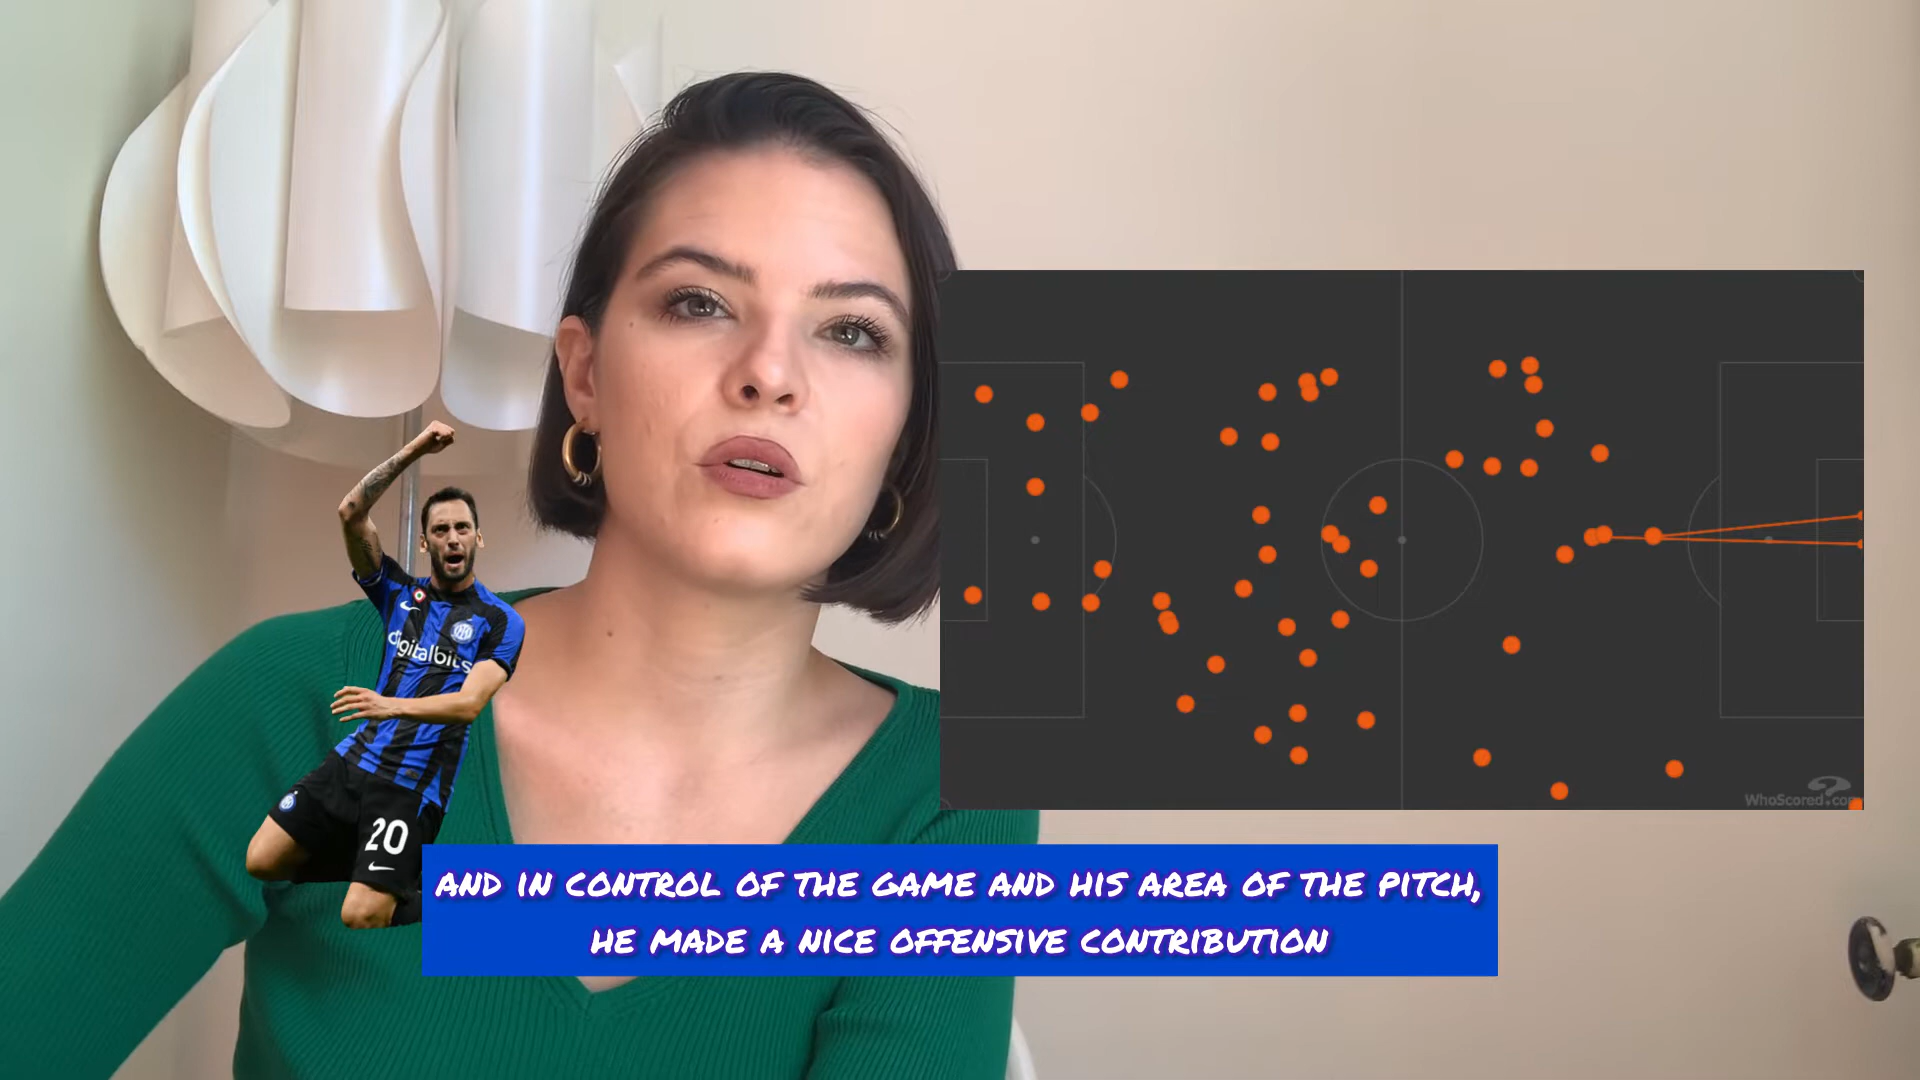 digitalbits
20
WhoScored.com
AND IN CONTROL OF THE GAME AND HIS AREA OF THE PITCH,
HE MADE A NICE OFFENSIVE CONTRIBUTION